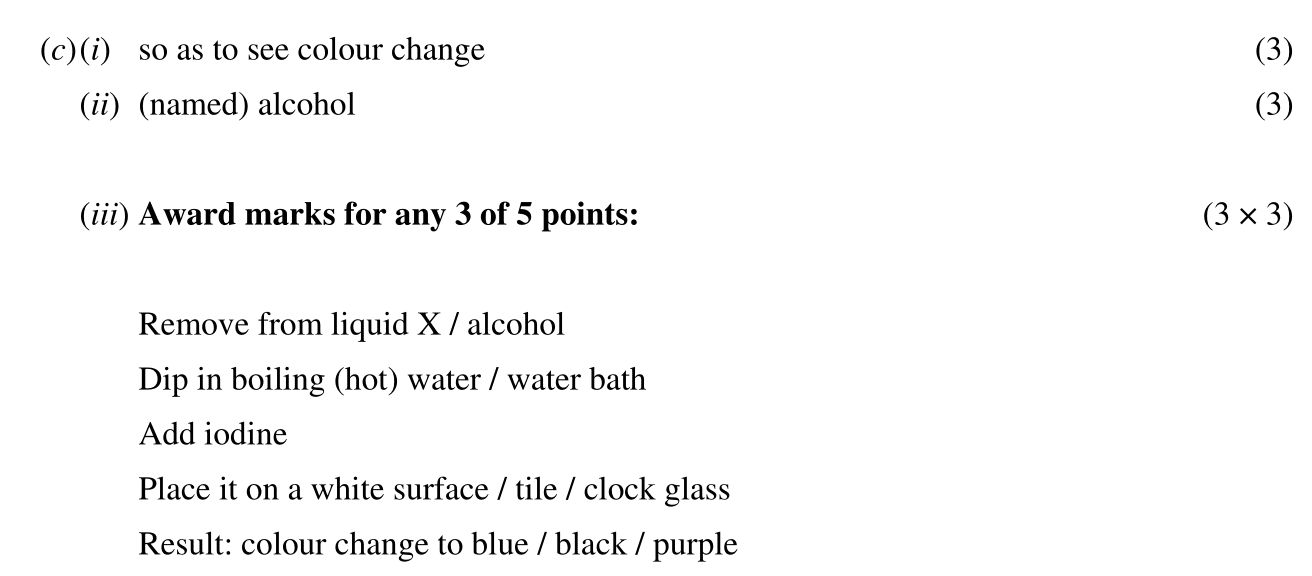 (c)(i) so as to see colour change (3)
(ii) (named) alcohol (3)
(iii) Award marks for any 3 of 5 points: (3 × 3)
Remove from liquid X / alcohol
Dip in boiling (hot) water / water bath
Add iodine
Place it on a white surface / tile / clock glass
Result: colour change to blue / black / purple